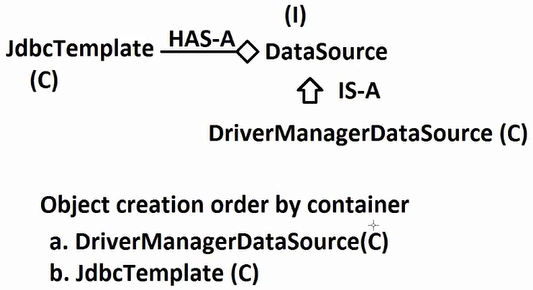 (I)
JdbcTemplate HAS-A DataSource
(C)
IS-A
DriverManagerDataSource (C)
Object creation order by container
a. DriverManagerDataSource(C)
b. JdbcTemplate (C)